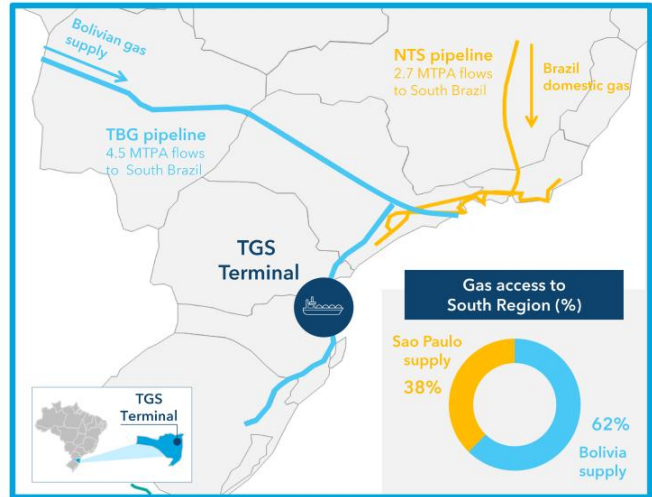 Bolivian gas
supply
TBG pipeline
4.5 MTPA flows
to South Brazil
NTS pipeline
2.7 MTPA flows
to South Brazil
Brazil
domestic gas
TGS
Terminal
Gas access to
South Region (%)
Sao Paulo
supply
38%
62%
Bolivia
supply
TGS
Terminal